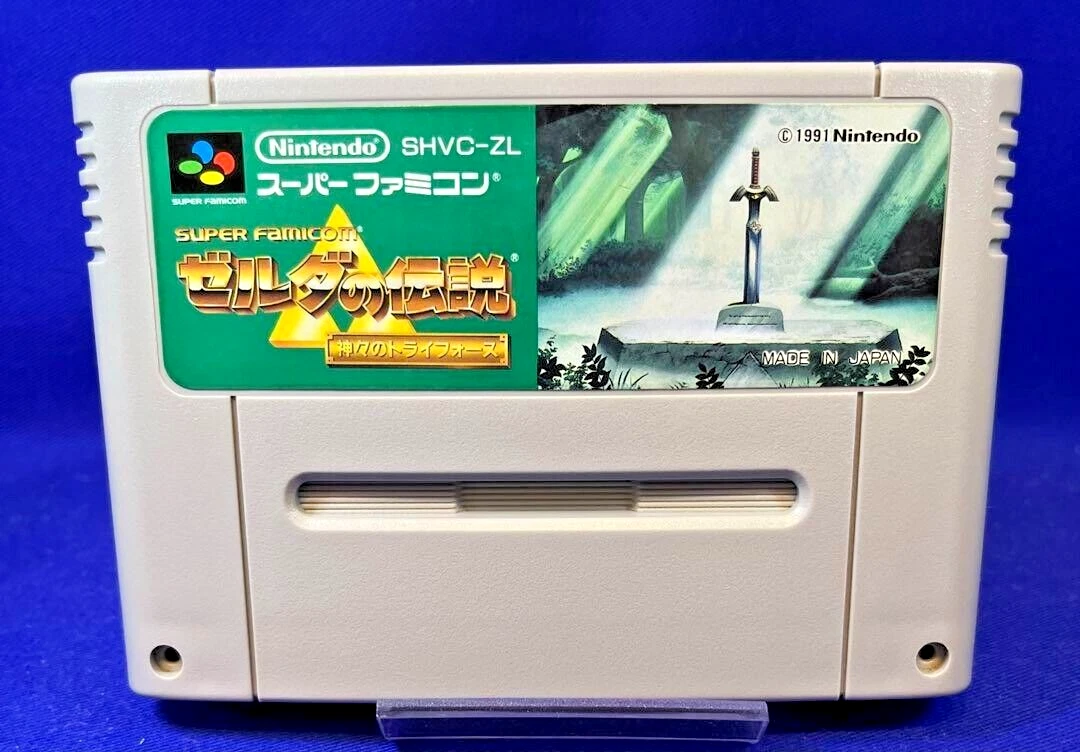 Nintendo® SHVC-ZL
スーパーファミコン®
SUPER FAMICOM
SUPER FAMICOM®
ゼルダの伝説®
神々のトライフォース
© 1991 Nintendo
MADE IN JAPAN